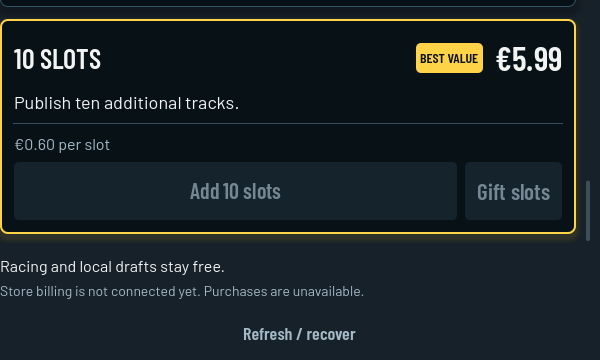 10 SLOTS
BEST VALUE
€5.99
Publish ten additional tracks.
€0.60 per slot
Add 10 slots
Gift slots
Racing and local drafts stay free.
Store billing is not connected yet. Purchases are unavailable.
Refresh / recover